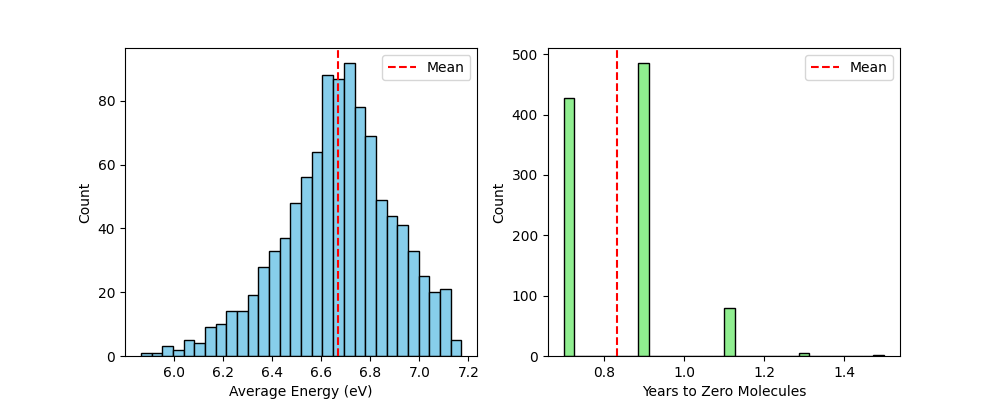 Count
80
60
40
20
0
6.0 6.2 6.4 6.6 6.8 7.0 7.2
Average Energy (eV)
Mean
Count
500
400
300
200
100
0
0.8 1.0 1.2 1.4
Years to Zero Molecules
Mean